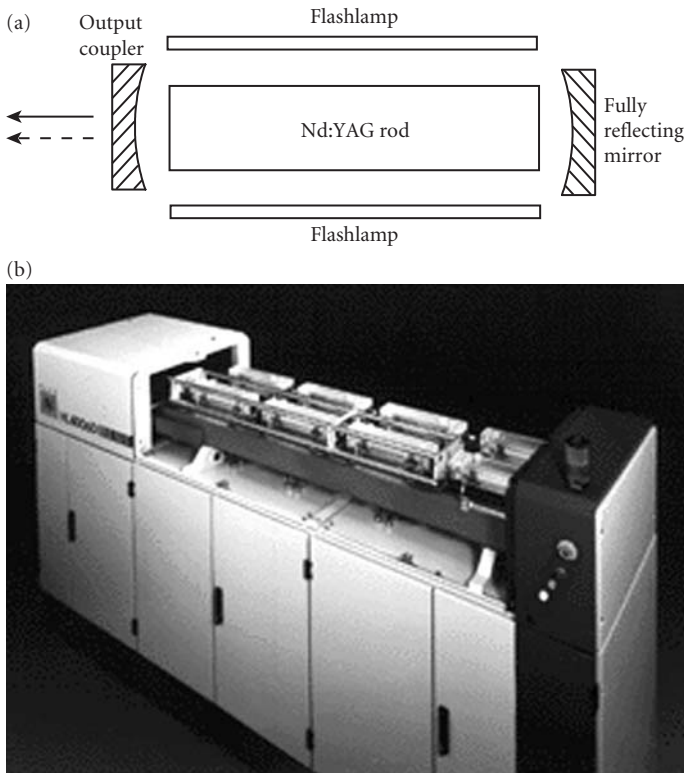 (a)
Flashlamp
Output
coupler
Nd:YAG rod
Fully
reflecting
mirror
Flashlamp
(b)